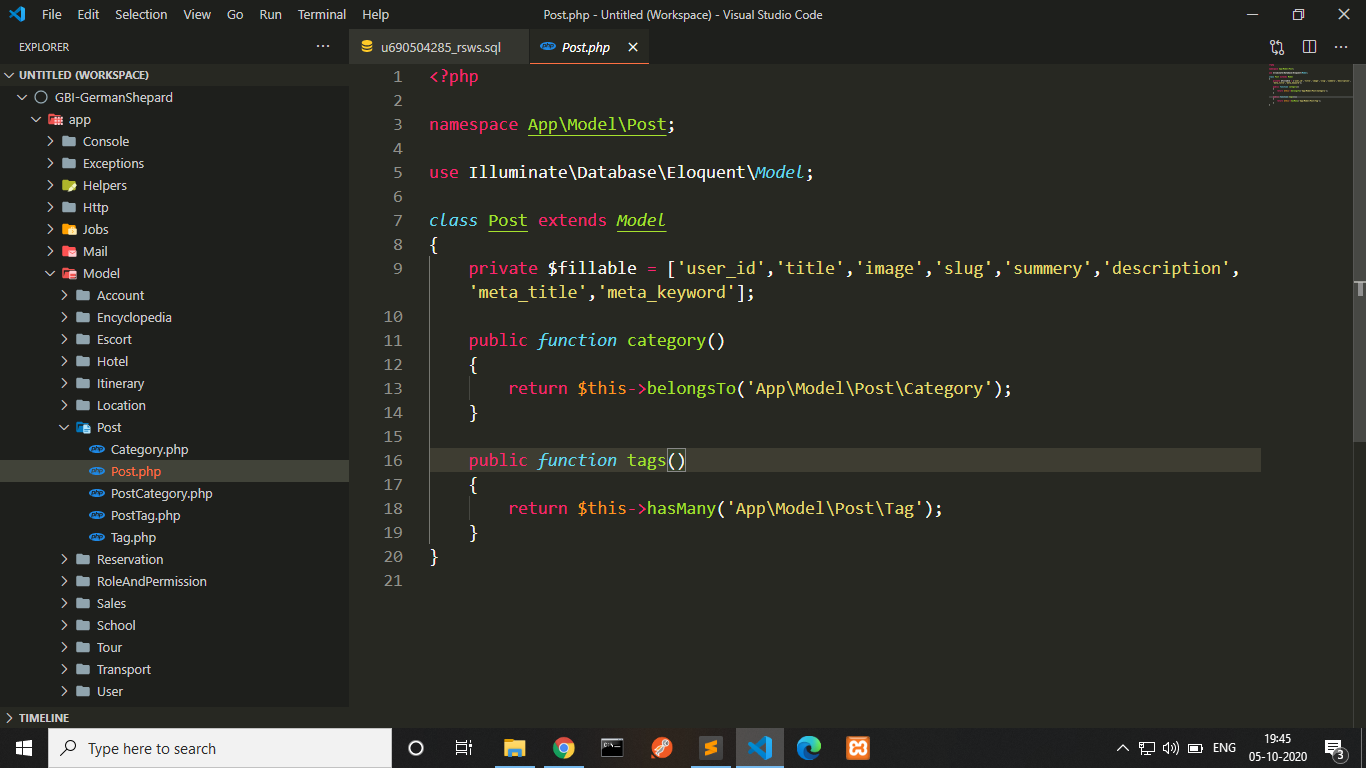 File Edit Selection View Go Run Terminal Help
Post.php - Untitled (Workspace) - Visual Studio Code
EXPLORER
u690504285_rsws.sql
Post.php
UNTITLED (WORKSPACE)
GBI-GermanShepard
app
Console
Exceptions
Helpers
Http
Jobs
Mail
Model
Account
Encyclopedia
Escort
Hotel
Itinerary
Location
Post
Category.php
Post.php
PostCategory.php
PostTag.php
Tag.php
Reservation
RoleAndPermission
Sales
School
Tour
Transport
User
TIMELINE
1 <?php
2
3 namespace App\Model\Post;
4
5 use Illuminate\Database\Eloquent\Model;
6
7 class Post extends Model
8 {
9 private $fillable = ['user_id','title','image','slug','summery','description',
'meta_title','meta_keyword'];
10
11 public function category()
12 {
13 return $this->belongsTo('App\Model\Post\Category');
14 }
15
16 public function tags()
17 {
18 return $this->hasMany('App\Model\Post\Tag');
19 }
20 }
21
Type here to search
ENG
19:45
05-10-2020
3